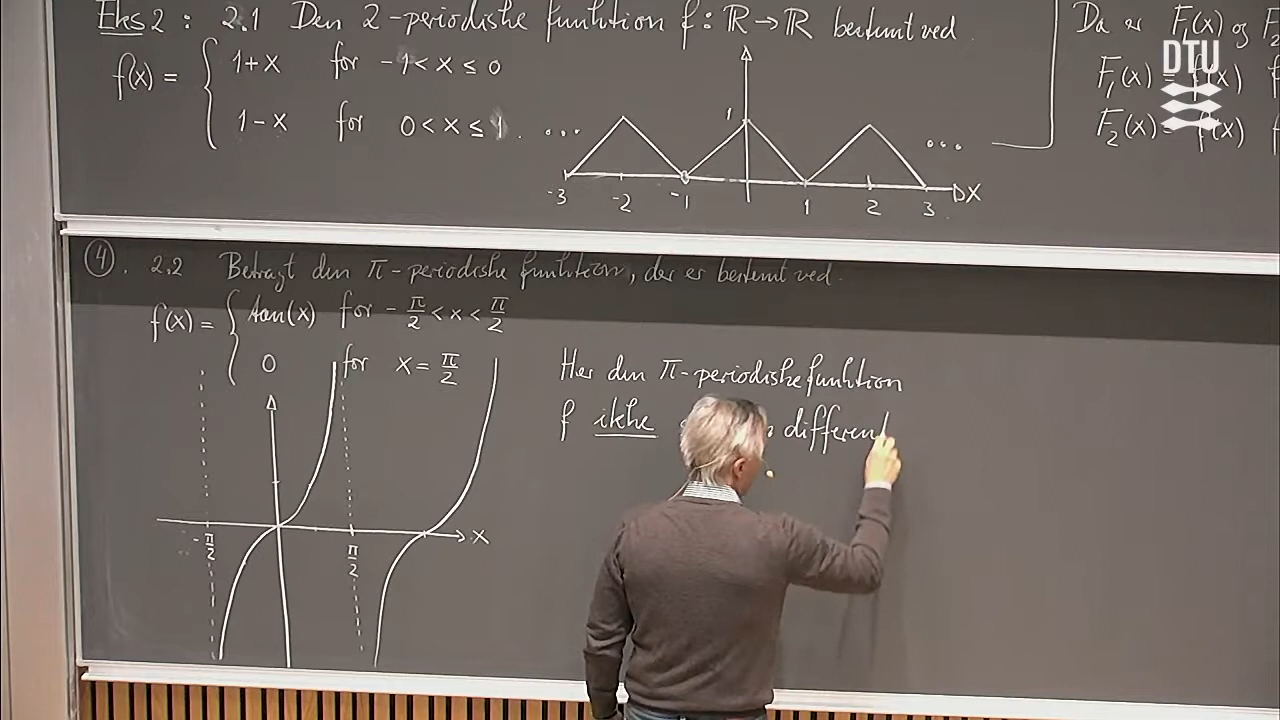 Eks 2 : 2.1 Den 2-periodiske funktion f: ℝ→ℝ bestemt ved
f(x) = { 1+x for -1 < x ≤ 0
1-x for 0 < x ≤ 1.
... 1 ...
-3 -2 -1 1 2 3 x
Da er F₁(x) og F₂
F₁(x) = f(x) f
F₂(x) = f(x) f
DTU
④. 2.2 Betragt den π-periodiske funktion, der er bestemt ved
f(x) = { tan(x) for -π/2 < x < π/2
0 for x = π/2
-π/2 π/2 x
Her den π-periodiske funktion
f ikke differen